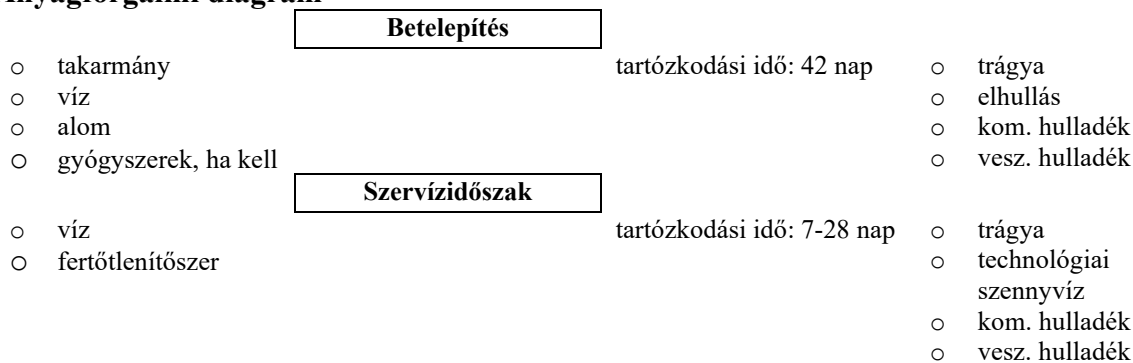 Anyagforgalmi diagram
Betelepítés
o takarmány
o víz
o alom
o gyógyszerek, ha kell
tartózkodási idő: 42 nap
o trágya
o elhullás
o kom. hulladék
o vesz. hulladék
Szervízidőszak
o víz
o fertőtlenítőszer
tartózkodási idő: 7-28 nap
o trágya
o technológiai
szennyvíz
o kom. hulladék
o vesz. hulladék